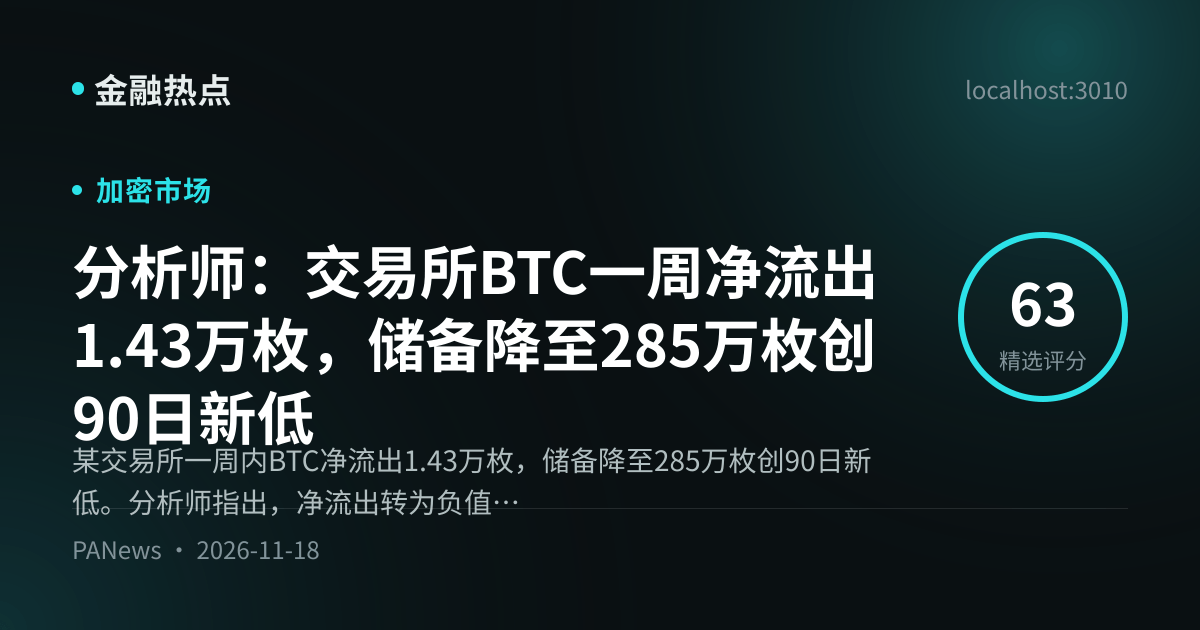 金融热点
localhost:3010
加密市场
分析师：交易所BTC一周净流出
1.43万枚，储备降至285万枚创
90日新低
63
精选评分
某交易所一周内BTC净流出1.43万枚，储备降至285万枚创90日新
低。分析师指出，净流出转为负值…
PANews • 2026-11-18